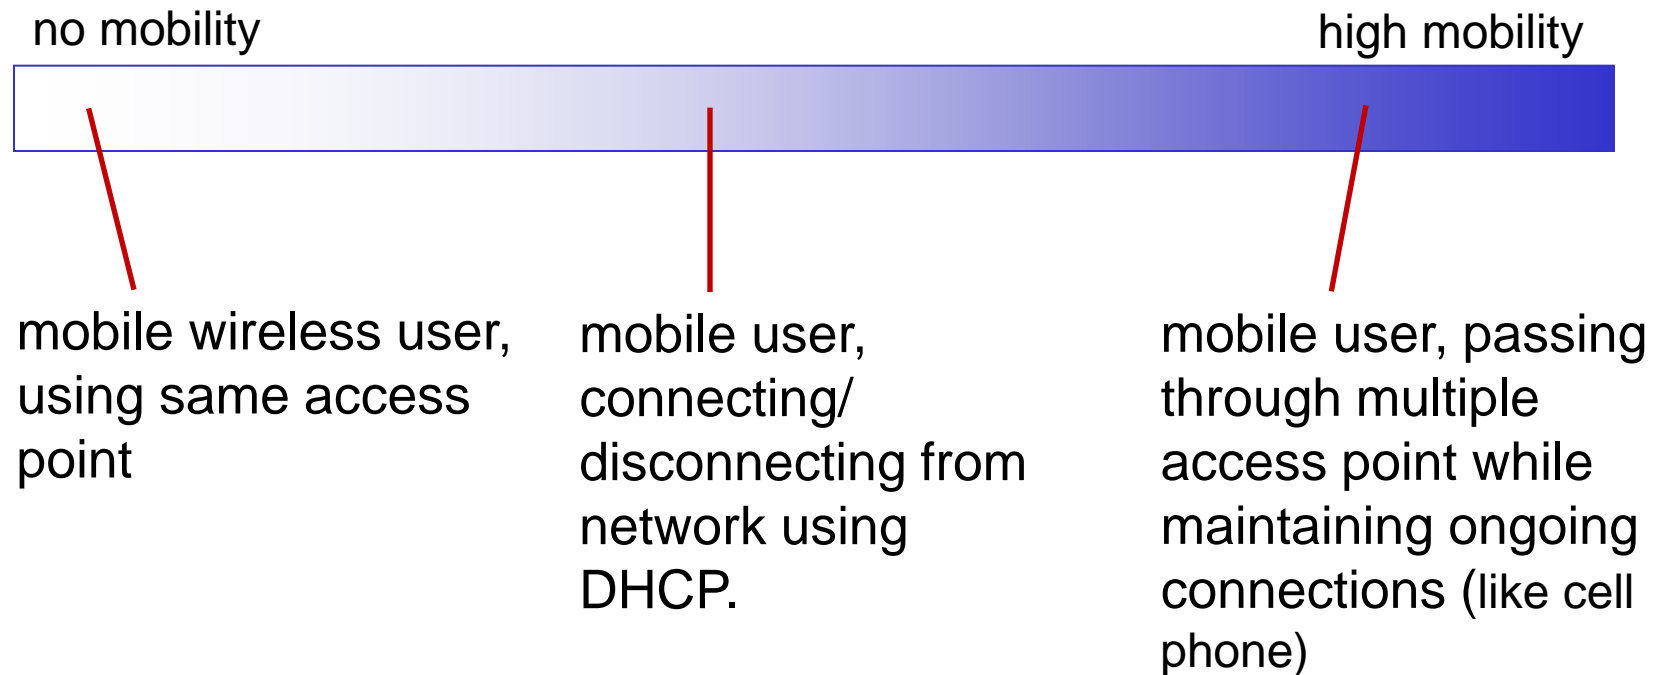 no mobility
high mobility
mobile wireless user,
using same access
point
mobile user,
connecting/
disconnecting from
network using
DHCP.
mobile user, passing
through multiple
access point while
maintaining ongoing
connections (like cell
phone)